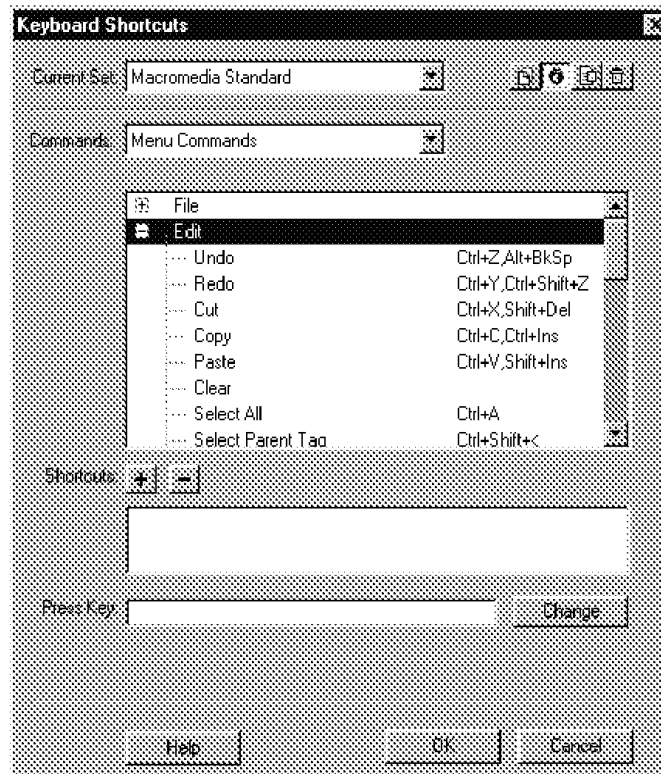 Keyboard Shortcuts
Current Set: Macromedia Standard
Commands: Menu Commands
File
Edit
Undo Ctrl+Z,Alt+BkSp
Redo Ctrl+Y,Ctrl+Shift+Z
Cut Ctrl+X,Shift+Del
Copy Ctrl+C,Ctrl+Ins
Paste Ctrl+V,Shift+Ins
Clear
Select All Ctrl+A
Select Parent Tag Ctrl+Shift+<
Shortcuts:
Press Key: Change
Help OK Cancel